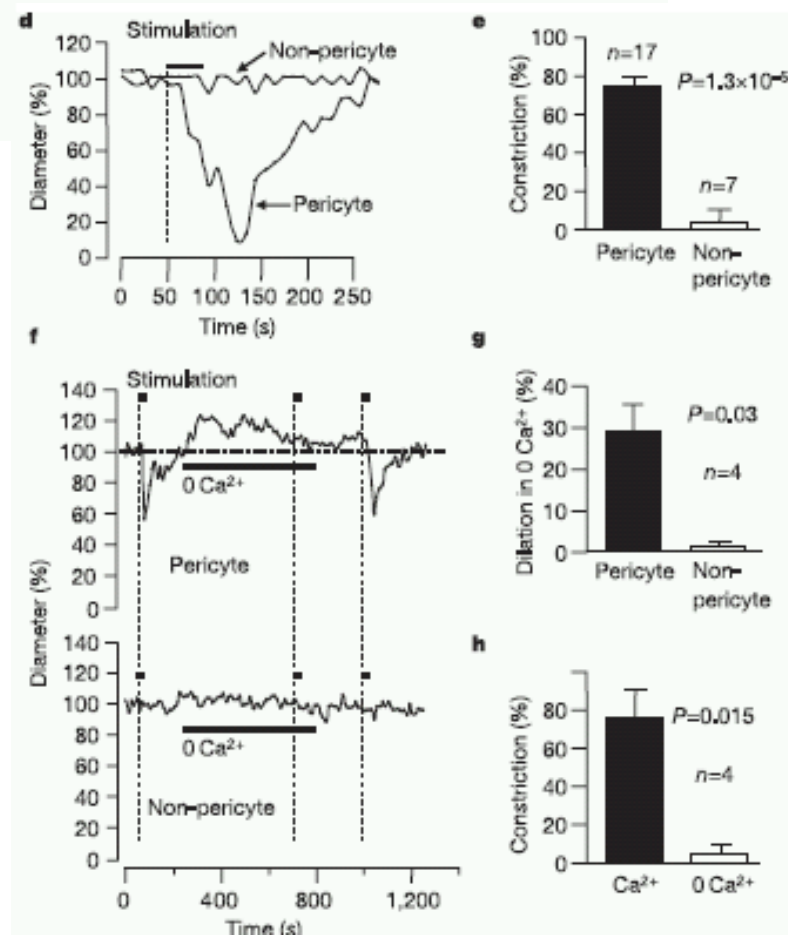 d
Stimulation
Non-pericyte
Pericyte
Diameter (%)
120
100
80
60
40
20
0
0 50 100 150 200 250
Time (s)
e
Constriction (%)
100
80
60
40
20
0
n=17
P=1.3×10⁻⁵
n=7
Pericyte Non-
pericyte
f
Stimulation
Diameter (%)
140
120
100
80
60
40
20
0
0 Ca²⁺
Pericyte
140
120
100
80
60
40
20
0
0 Ca²⁺
Non-pericyte
0 400 800 1,200
Time (s)
g
Dilation in 0 Ca²⁺ (%)
40
30
20
10
0
P=0.03
n=4
Pericyte Non-
pericyte
h
Constriction (%)
80
60
40
20
0
P=0.015
n=4
Ca²⁺ 0 Ca²⁺